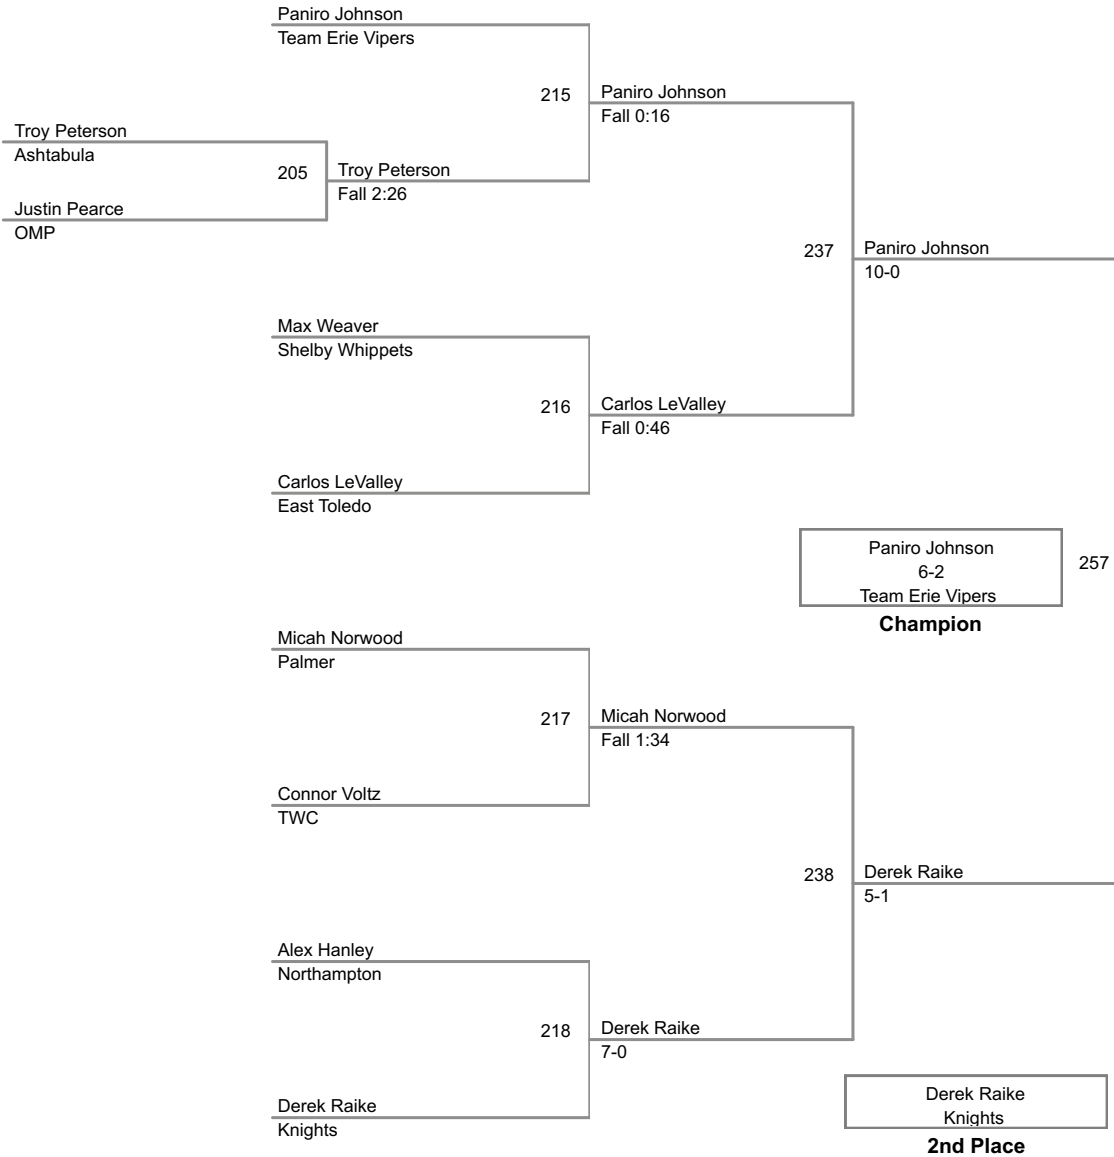 Paniro Johnson
Team Erie Vipers
215
Paniro Johnson
Fall 0:16
Troy Peterson
Ashtabula
205
Troy Peterson
Fall 2:26
Justin Pearce
OMP
237
Paniro Johnson
10-0
Max Weaver
Shelby Whippets
216
Carlos LeValley
Fall 0:46
Carlos LeValley
East Toledo
Paniro Johnson
6-2
Team Erie Vipers
257
Champion
Micah Norwood
Palmer
217
Micah Norwood
Fall 1:34
Connor Voltz
TWC
238
Derek Raike
5-1
Alex Hanley
Northampton
218
Derek Raike
7-0
Derek Raike
Knights
Derek Raike
Knights
2nd Place